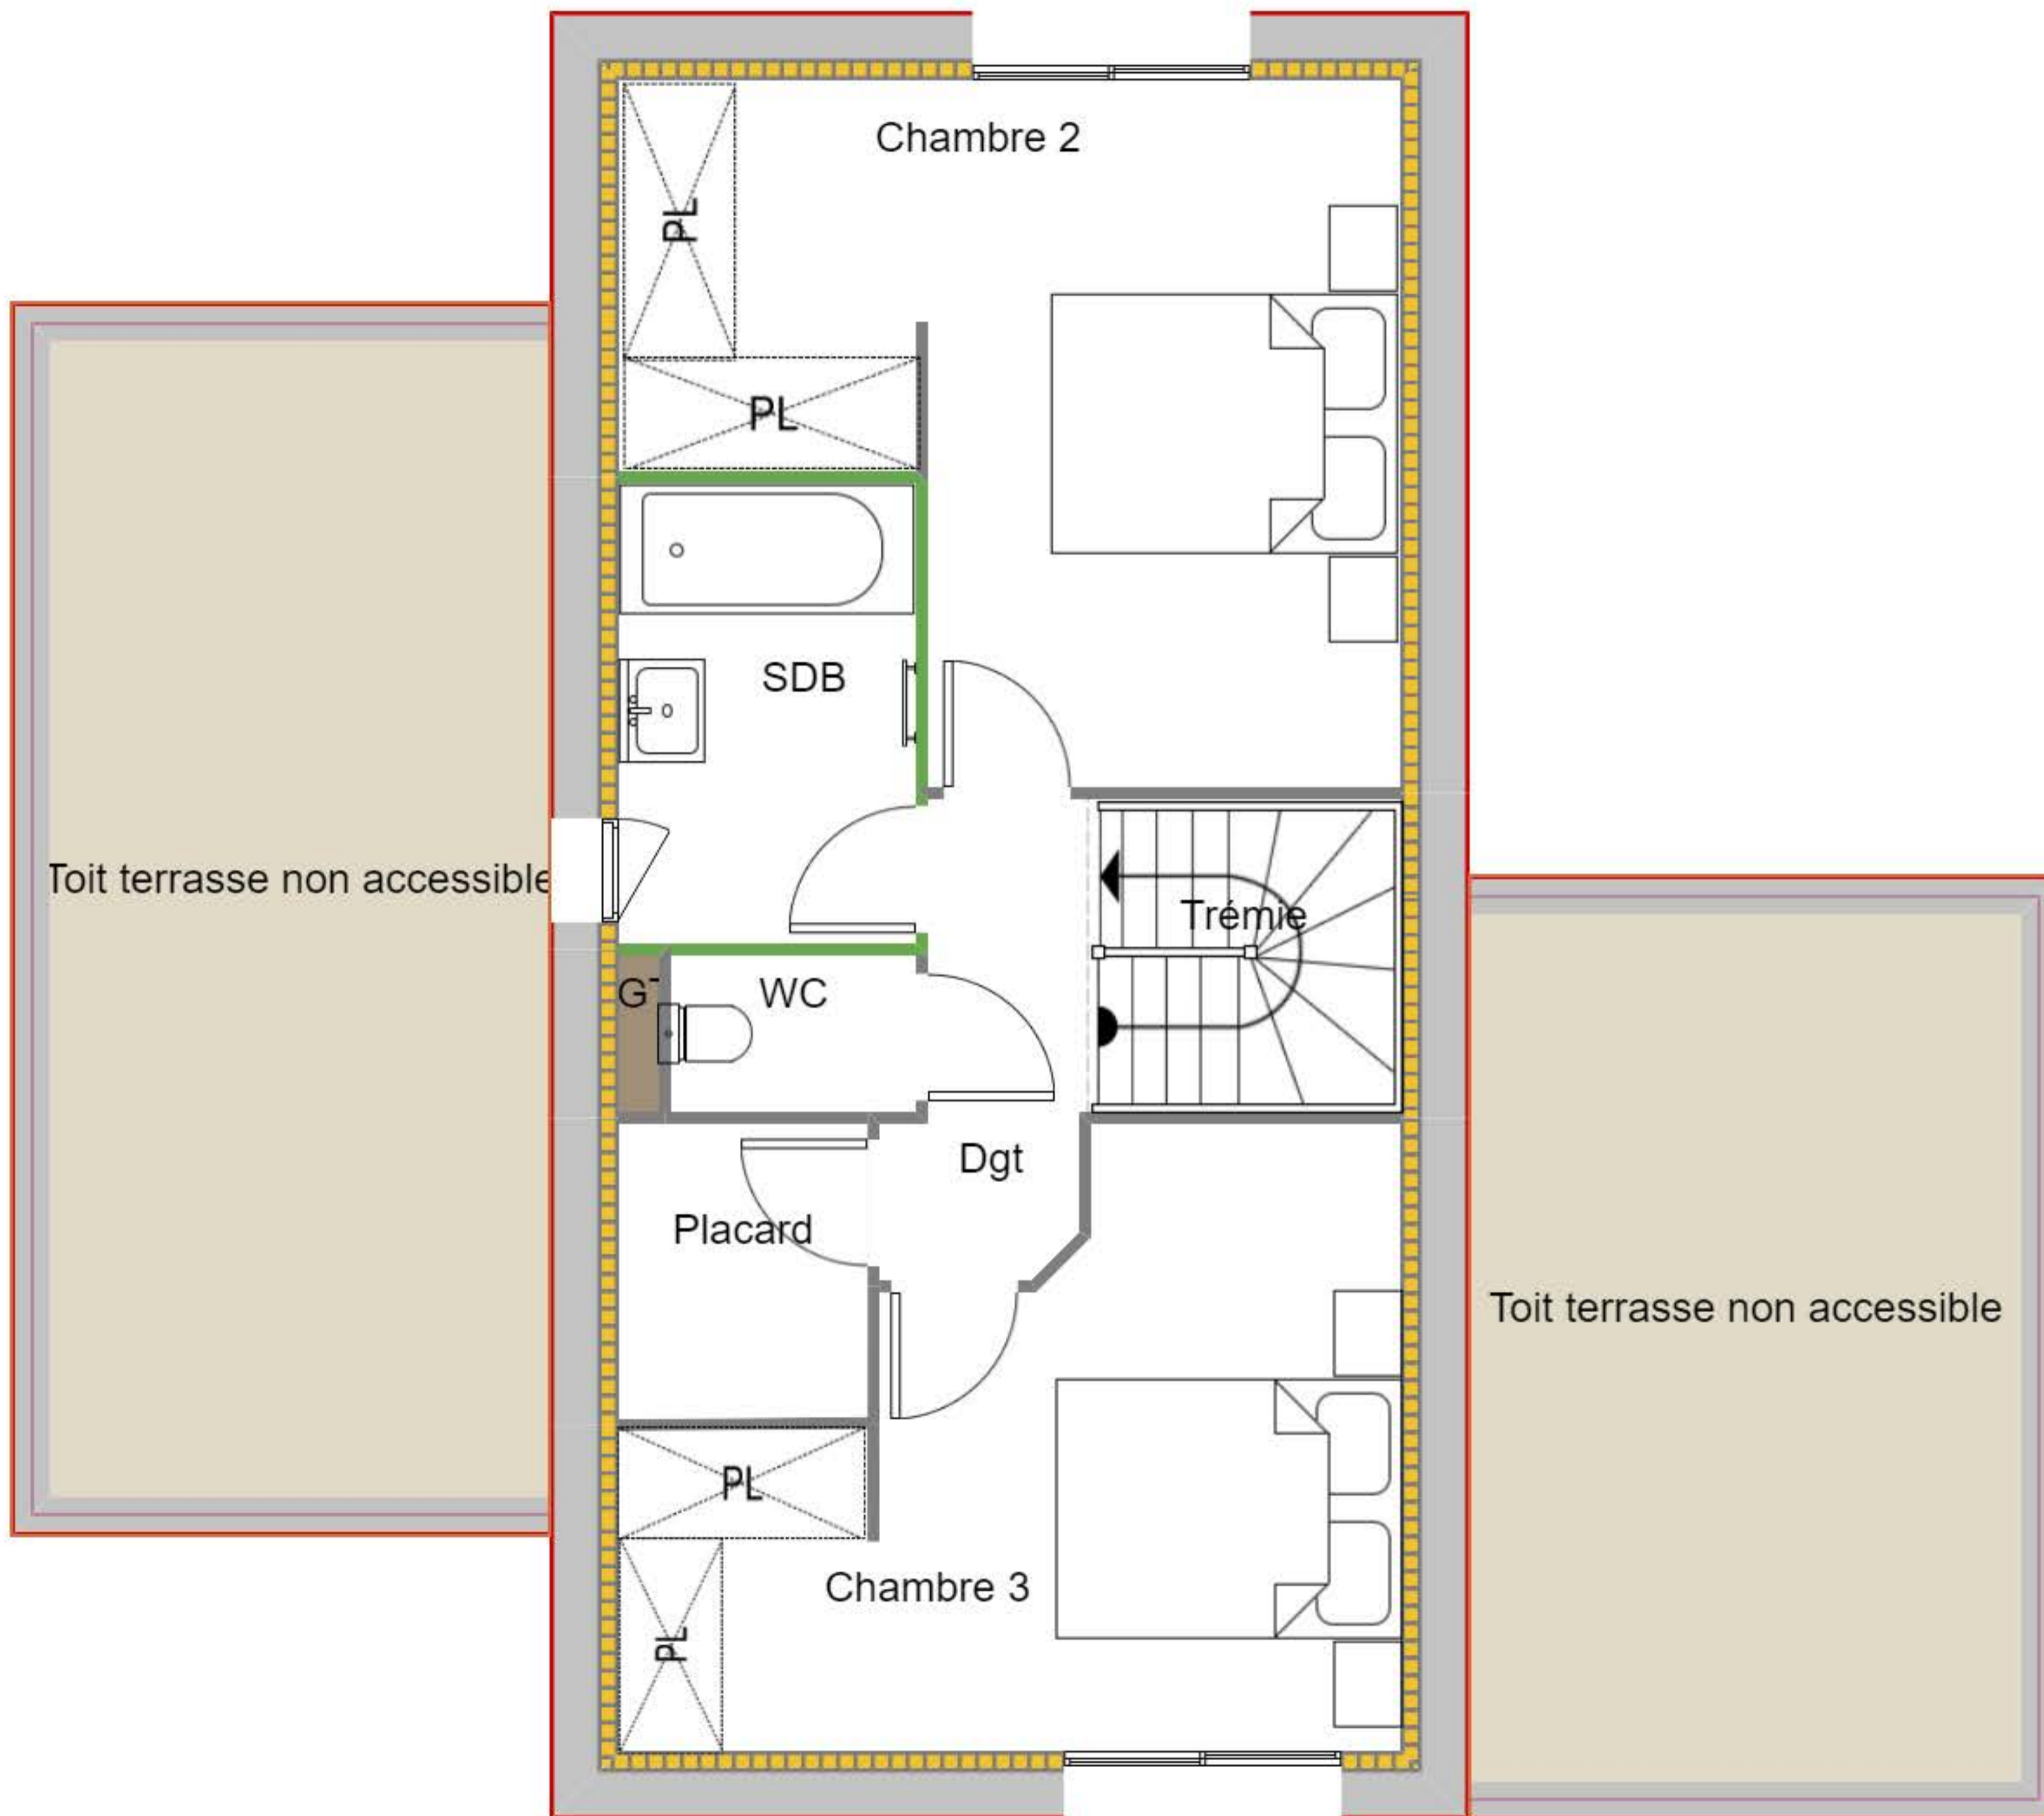 Chambre 2
PL
PL
SDB
Toit terrasse non accessible
Trémie
WC
Dgt
Placard
Toit terrasse non accessible
PL
Chambre 3
PL